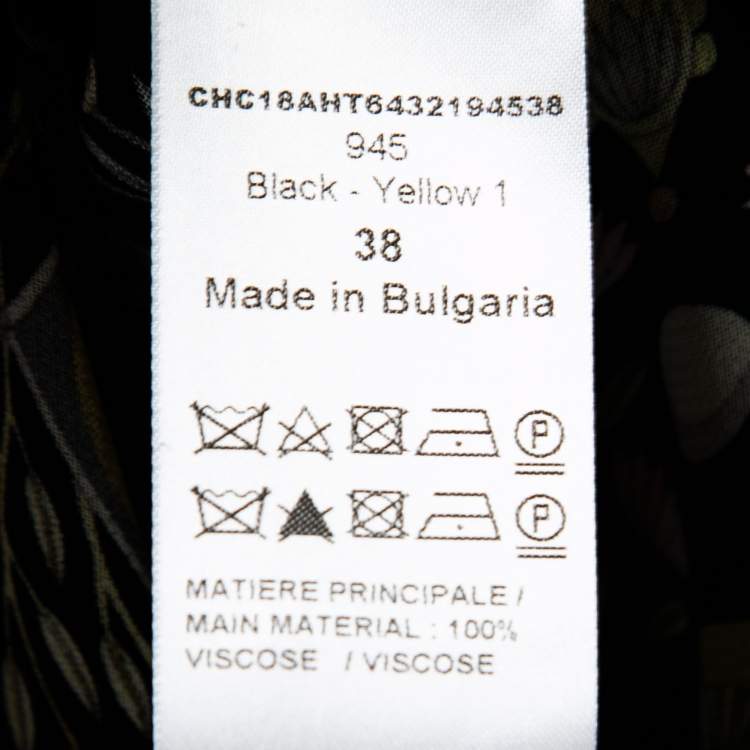 CHC18AHT6432194538
945
Black - Yellow 1
38
Made in Bulgaria
P
P
MATIERE PRINCIPALE /
MAIN MATERIAL : 100%
VISCOSE / VISCOSE